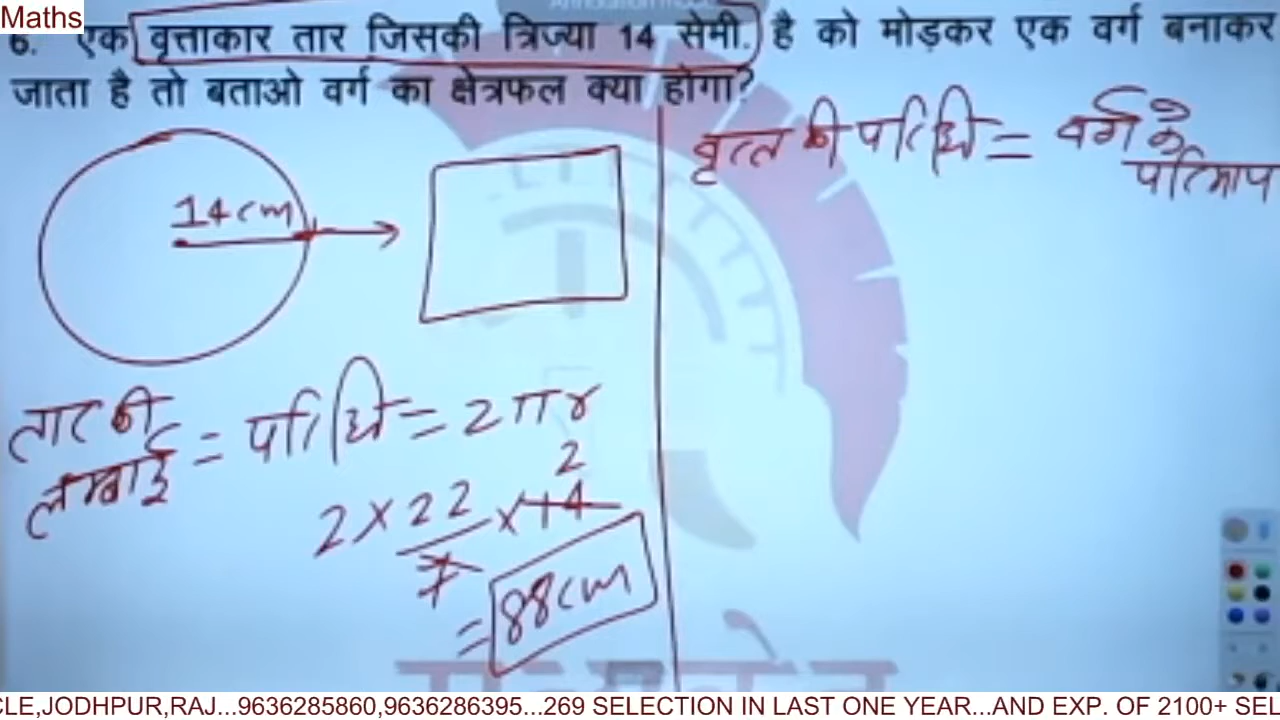 Maths
6. एक वृत्ताकार तार जिसकी त्रिज्या 14 सेमी. है को मोड़कर एक वर्ग बनाकर
जाता है तो बताओ वर्ग का क्षेत्रफल क्या होगा?
14cm
तार की
लम्बाई = परिधि = 2πr
2 × 22/7 × 14
2
= 88cm
वृत्त की परिधि = वर्ग के
परिमाप
CLE,JODHPUR,RAJ...9636285860,9636286395...269 SELECTION IN LAST ONE YEAR...AND EXP. OF 2100+ SEL